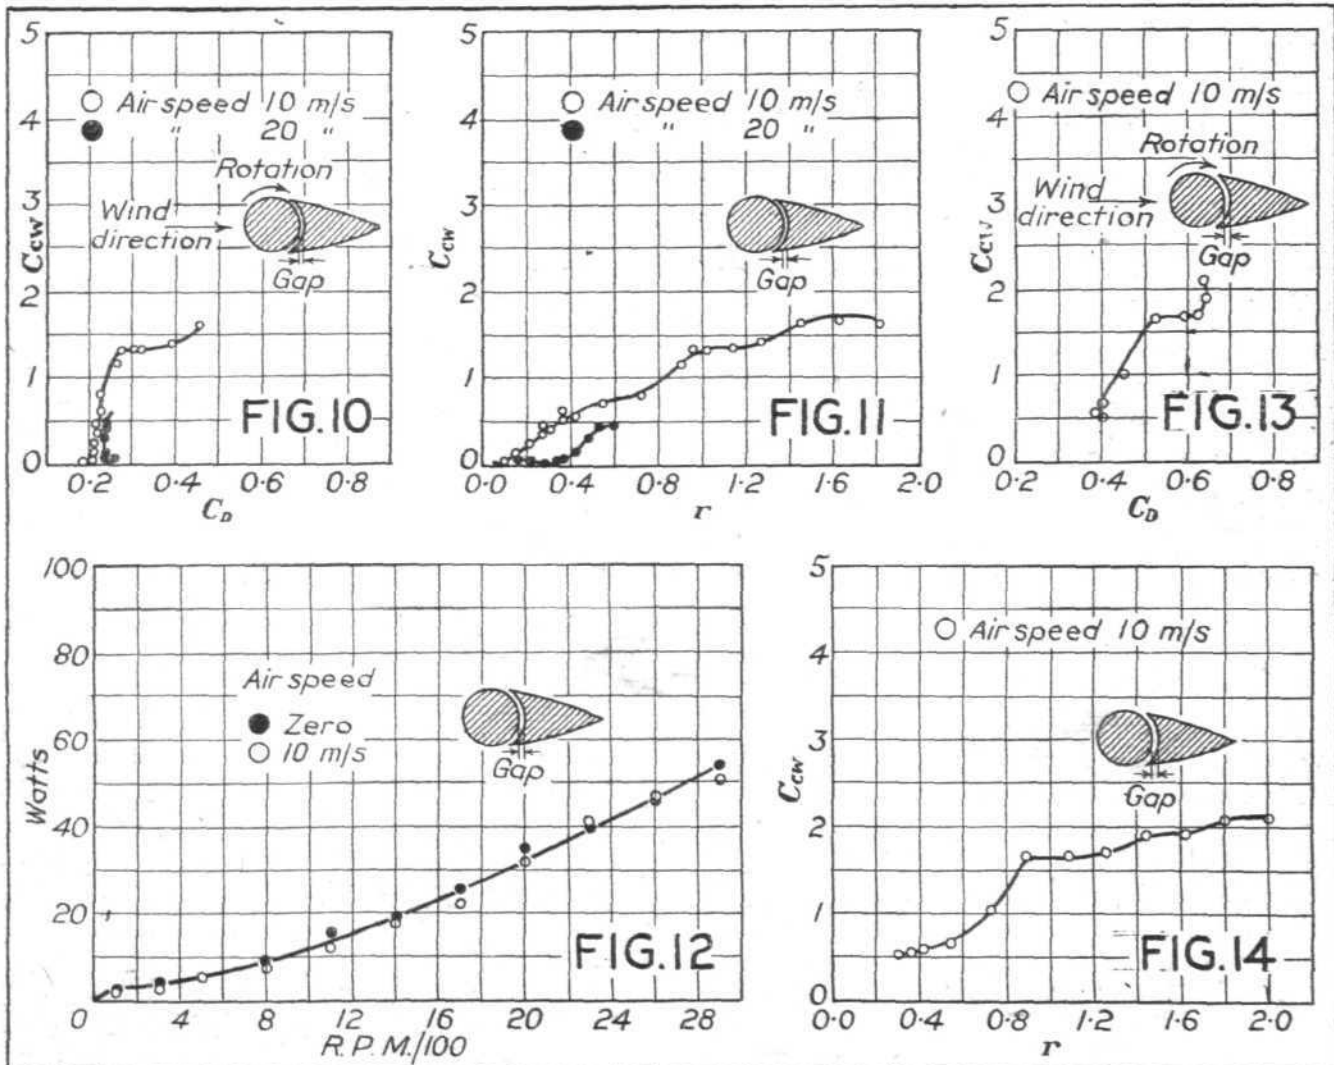 5
4
3
2
1
0
Ccw
○ Air speed 10 m/s
● " 20 "
Rotation
Wind direction
Gap
FIG.10
0.2 0.4 0.6 0.8
CD
5
4
3
2
1
0
Ccw
○ Air speed 10 m/s
● " 20 "
Gap
FIG.11
0·0 0·4 0·8 1·2 1·6 2·0
r
5
4
3
2
1
0
Ccw
○ Air speed 10 m/s
Rotation
Wind
direction
Gap
FIG.13
0·2 0·4 0·6 0·8
CD
100
80
60
40
20
Watts
Air speed
● Zero
○ 10 m/s
Gap
FIG.12
0 4 8 12 16 20 24 28
R.P.M./100
5
4
3
2
1
0
Ccw
○ Air speed 10 m/s
Gap
FIG.14
0·0 0·4 0·8 1·2 1·6 2·0
r